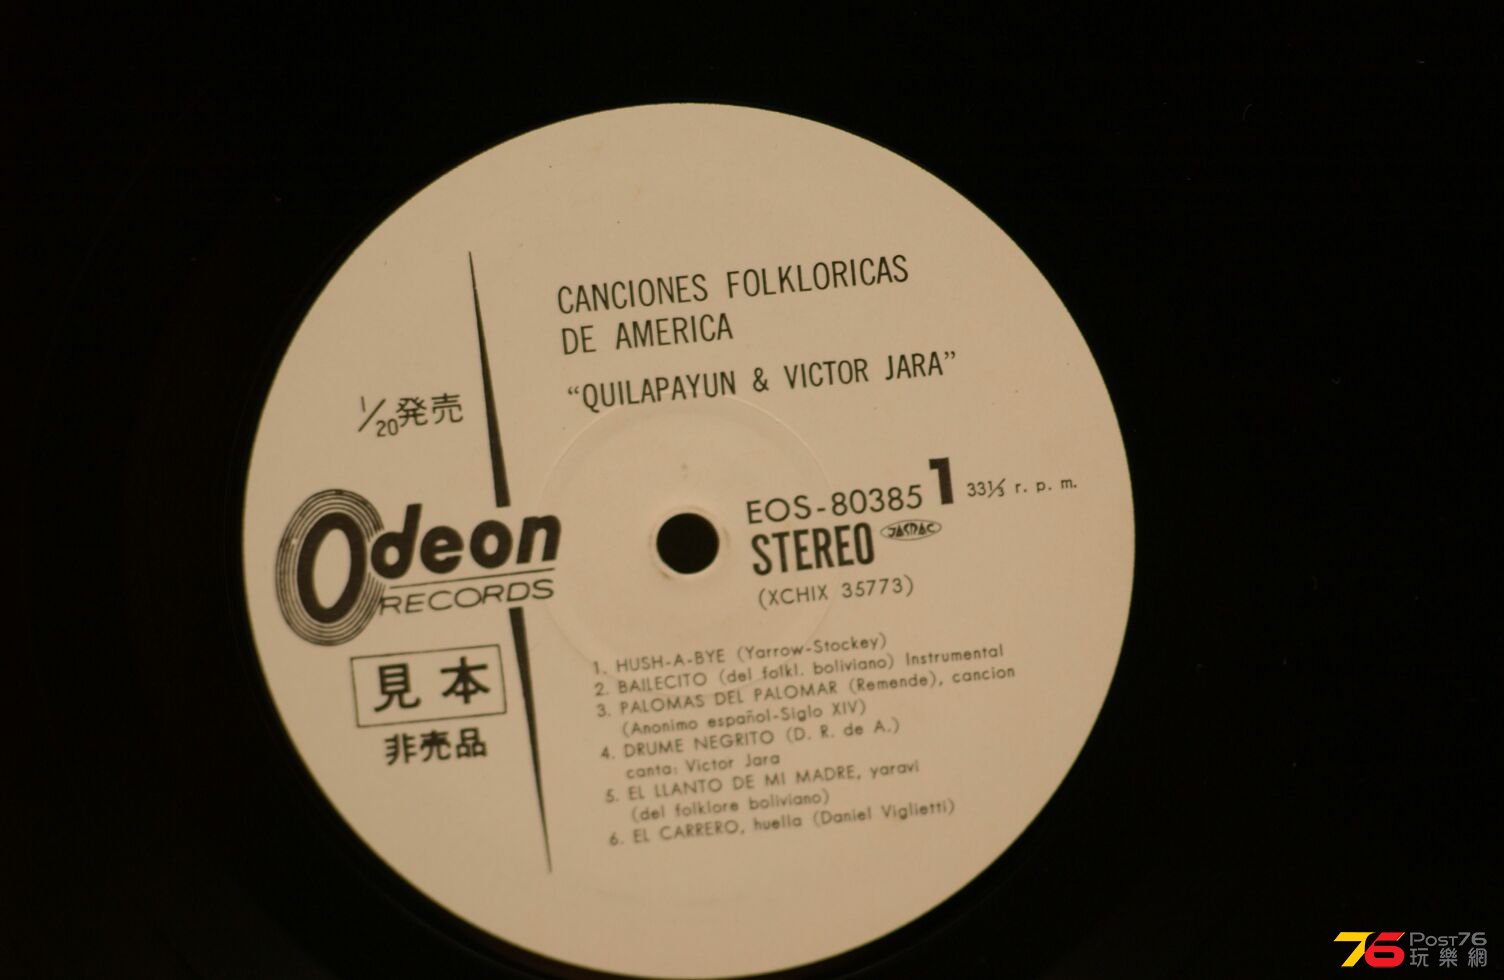 CANCIONES FOLKLORICAS
DE AMERICA
“QUILAPAYUN & VICTOR JARA”
1/20発売
Odeon
RECORDS
見本
非売品
EOS-80385 1 33⅓ r. p. m.
STEREO JASRAC
(XCHIX 35773)
1. HUSH-A-BYE (Yarrow-Stockey)
2. BAILECITO (del folkl. boliviano) Instrumental
3. PALOMAS DEL PALOMAR (Remende), cancion
(Anonimo español-Siglo XIV)
4. DRUME NEGRITO (D. R. de A.)
canta: Victor Jara
5. EL LLANTO DE MI MADRE, yaravi
(del folklore boliviano)
6. EL CARRERO, huella (Daniel Viglietti)
76 POST76
玩樂網